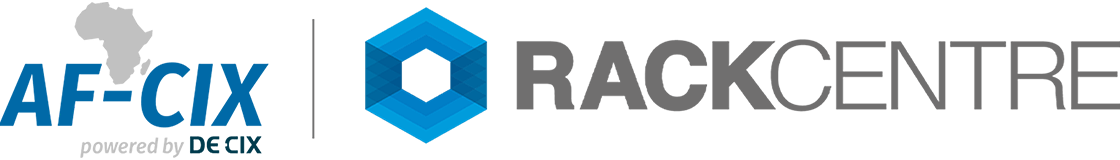 AF-CIX
powered by DE CIX
RACKCENTRE